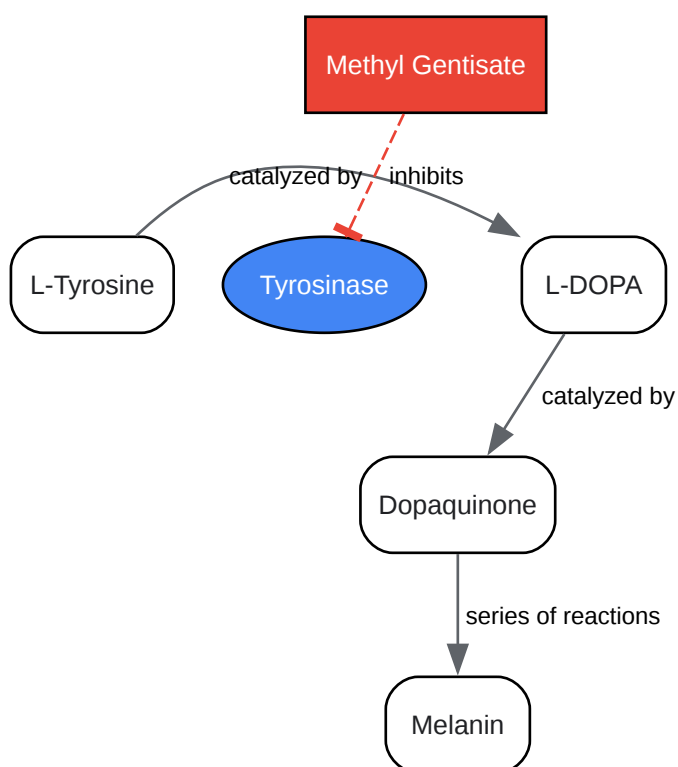 Methyl Gentisate
catalyzed by
inhibits
L-Tyrosine
Tyrosinase
L-DOPA
catalyzed by
Dopaquinone
series of reactions
Melanin